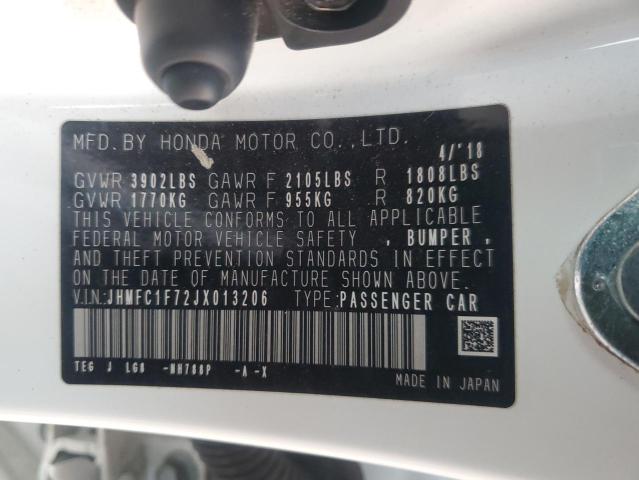 MFD. BY HONDA MOTOR CO., LTD. 4/'18
GVWR 3902LBS GAWR F 2105LBS R 1808LBS
GVWR 1770KG GAWR F 955KG R 820KG
THIS VEHICLE CONFORMS TO ALL APPLICABLE
FEDERAL MOTOR VEHICLE SAFETY , BUMPER ,
AND THEFT PREVENTION STANDARDS IN EFFECT
ON THE DATE OF MANUFACTURE SHOWN ABOVE.
V.I.N.: JHMFC1F72JX013206 TYPE: PASSENGER CAR
TEG J LG8 -NH788P -A -X
MADE IN JAPAN